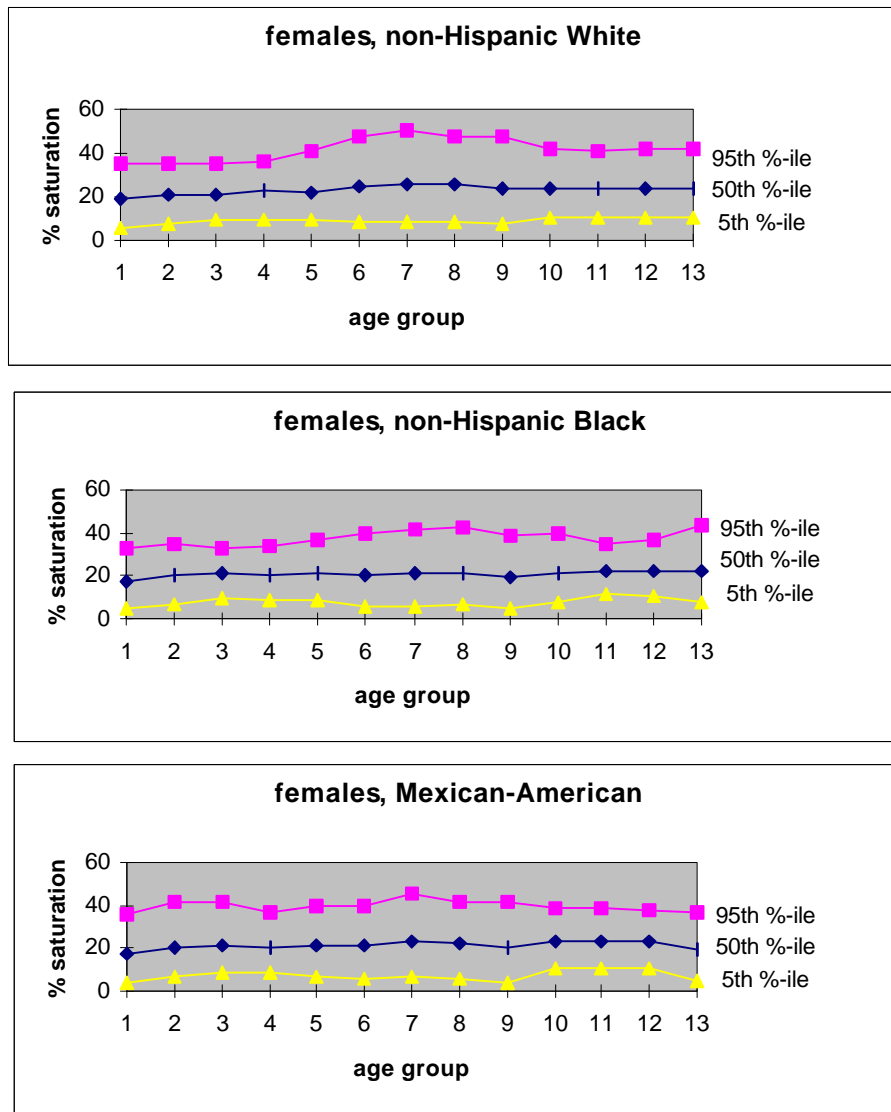 females, non-Hispanic White
% saturation
60
40
20
0
95th %-ile
50th %-ile
5th %-ile
1 2 3 4 5 6 7 8 9 10 11 12 13
age group
females, non-Hispanic Black
% saturation
60
40
20
0
95th %-ile
50th %-ile
5th %-ile
1 2 3 4 5 6 7 8 9 10 11 12 13
age group
females, Mexican-American
% saturation
60
40
20
0
95th %-ile
50th %-ile
5th %-ile
1 2 3 4 5 6 7 8 9 10 11 12 13
age group